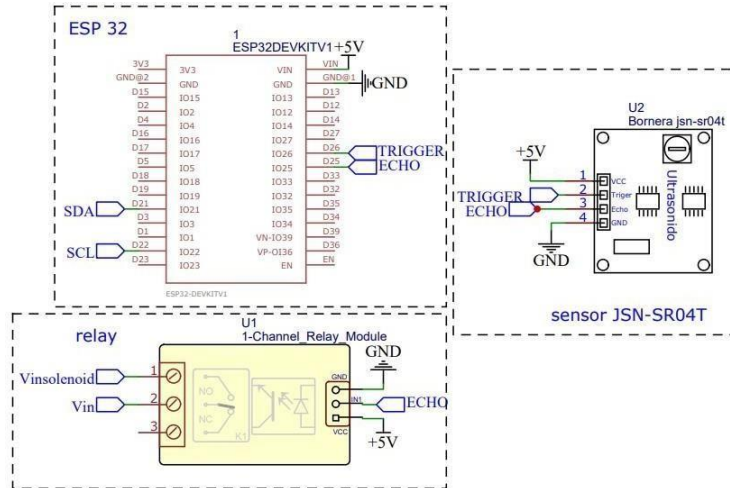 ESP 32
1
ESP32DEVKITV1
+5V
3V3 3V3 VIN VIN
GND@2 GND GND GND@1 GND
D15 IO15 IO13 D13
D2 IO2 IO12 D12
D4 IO4 IO14 D14
D16 IO16 IO27 D27
D17 IO17 IO26 D26 TRIGGER
D5 IO5 IO25 D25 ECHO
D18 IO18 IO33 D33
D19 IO19 IO32 D32
SDA D21 IO21 IO35 D35
D3 IO3 IO34 D34
D1 IO1 VN-IO39 D39
SCL D22 IO22 VP-OI36 D36
D23 IO23 EN EN
ESP32-DEVKITV1
U2
Bornera jsn-sr04t
+5V
1 VCC
TRIGGER 2 Triger
ECHO 3 Echo
4 GND
GND
Ultrasonido
sensor JSN-SR04T
relay
U1
1-Channel_Relay_Module
GND
Vinsolenoid 1 NO GND
Vin 2 IN1 ECHO
3 NC K1 VCC
+5V